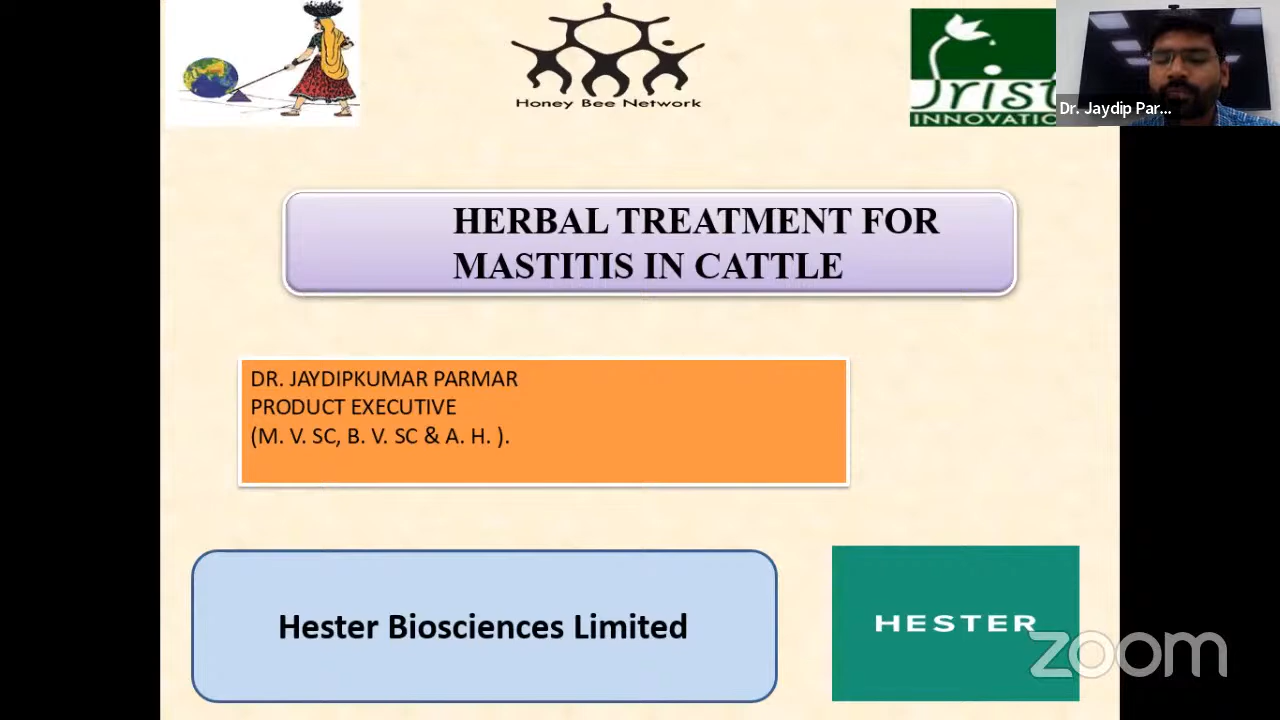 Honey Bee Network
INNOVATIO
Dr. Jaydip Par...
HERBAL TREATMENT FOR
MASTITIS IN CATTLE
DR. JAYDIPKUMAR PARMAR
PRODUCT EXECUTIVE
(M. V. SC, B. V. SC & A. H. ).
Hester Biosciences Limited
HESTER
zoom